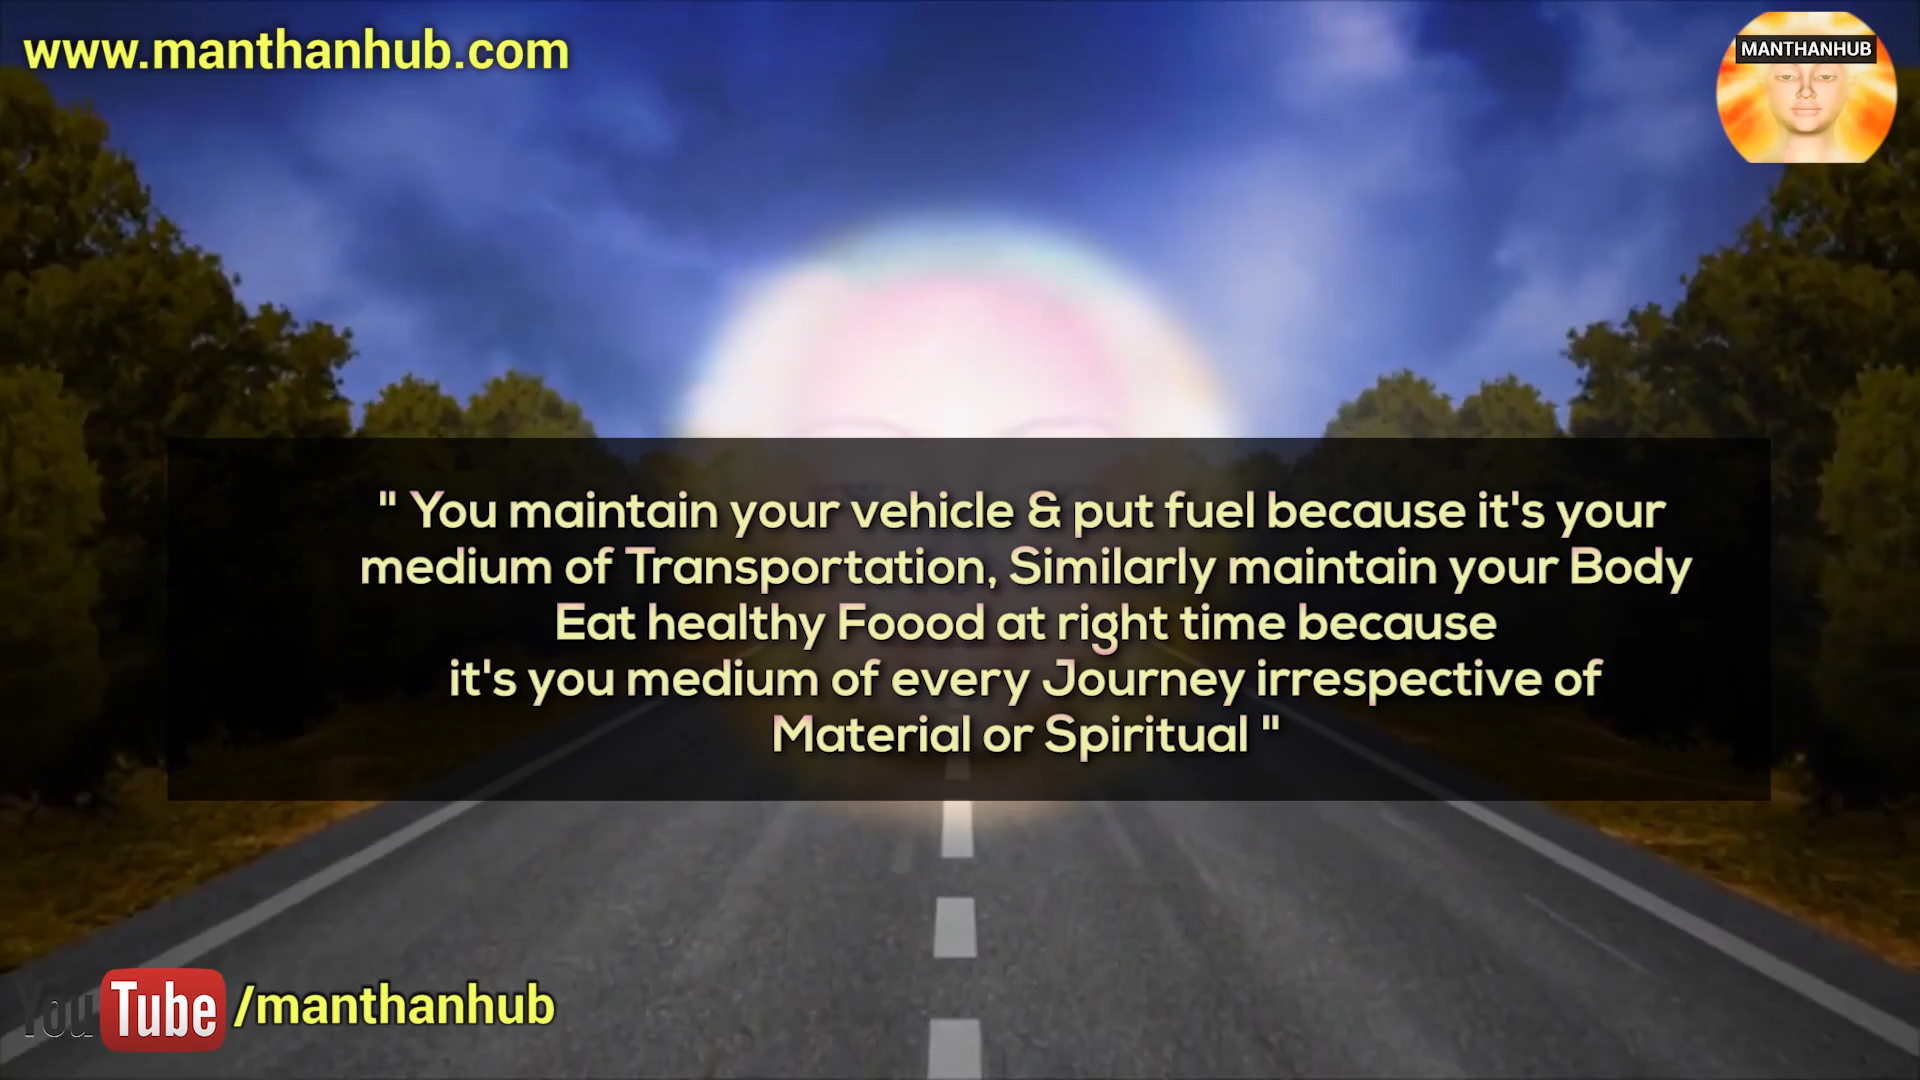 www.manthanhub.com
MANTHANHUB
" You maintain your vehicle & put fuel because it's your
medium of Transportation, Similarly maintain your Body
Eat healthy Foood at right time because
it's you medium of every Journey irrespective of
Material or Spiritual "
YouTube /manthanhub